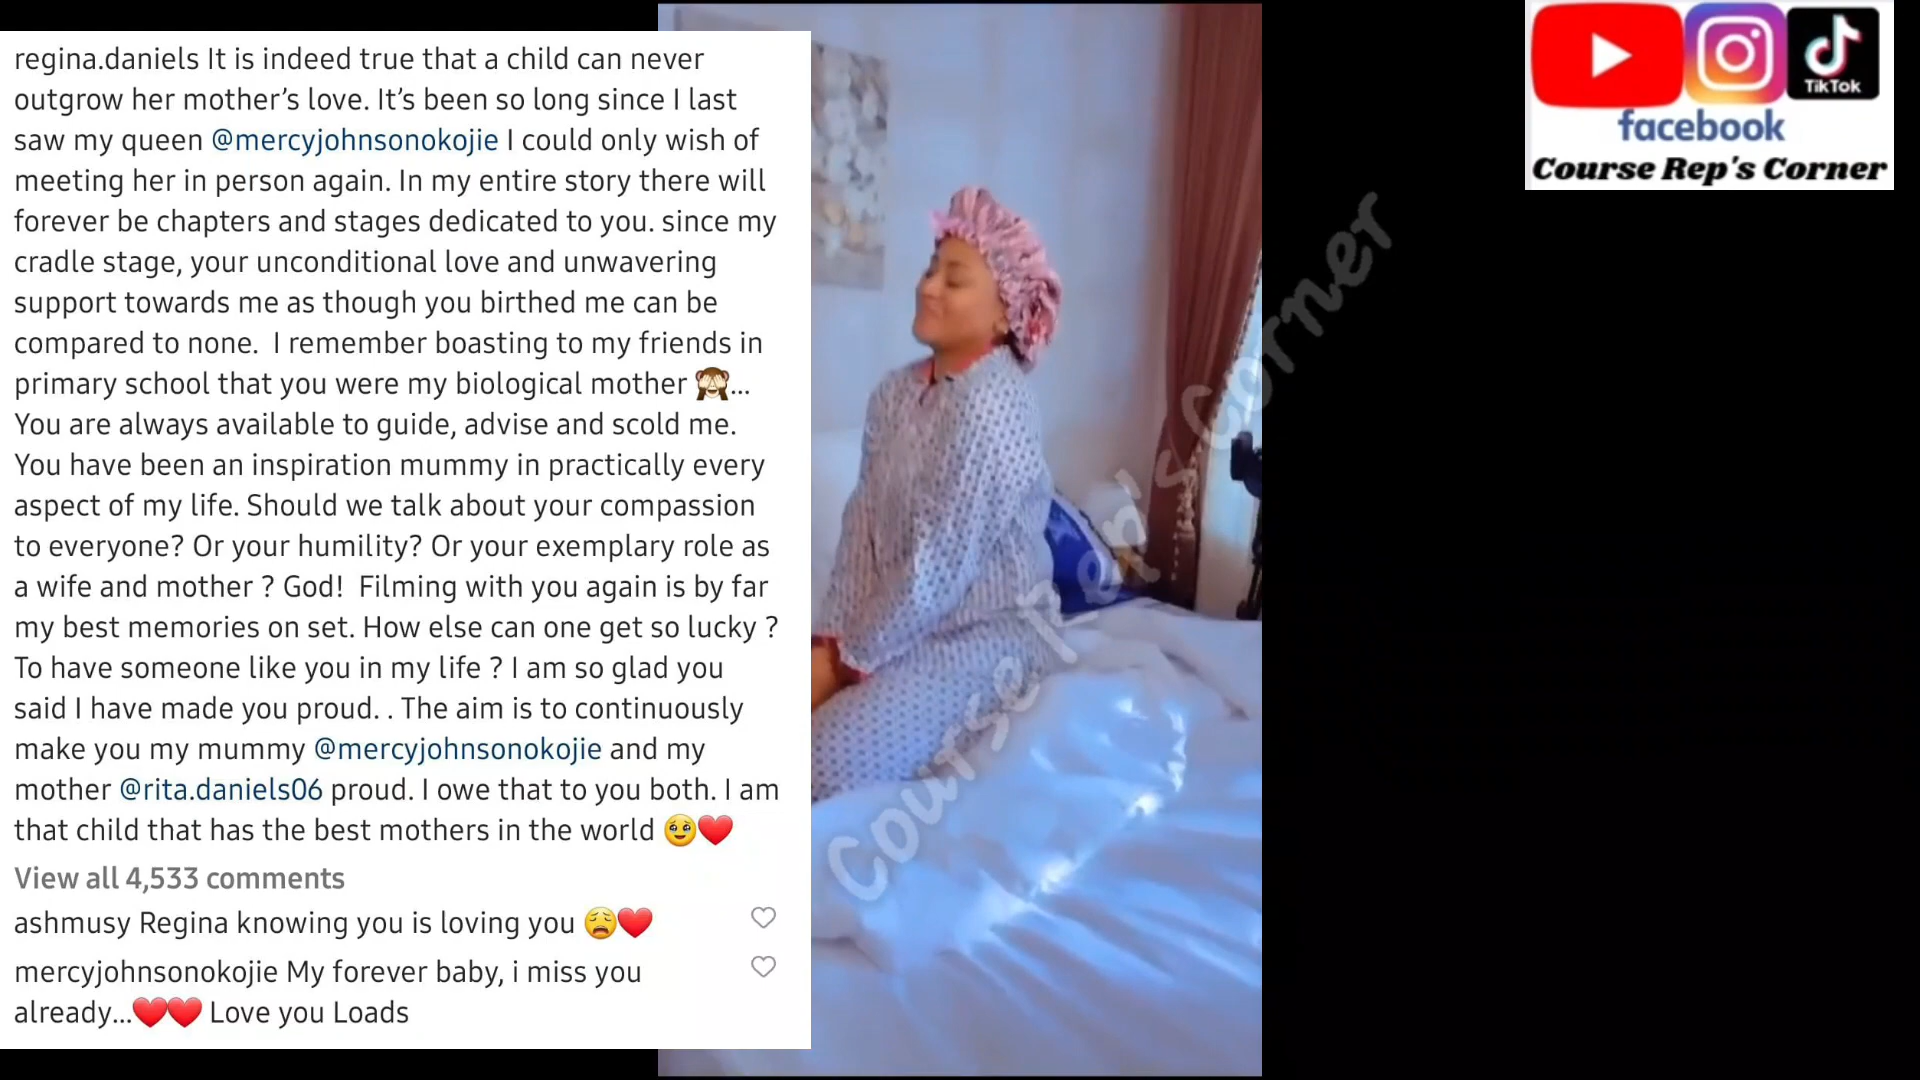 regina.daniels It is indeed true that a child can never
outgrow her mother’s love. It’s been so long since I last
saw my queen @mercyjohnsonokojie I could only wish of
meeting her in person again. In my entire story there will
forever be chapters and stages dedicated to you. since my
cradle stage, your unconditional love and unwavering
support towards me as though you birthed me can be
compared to none.  I remember boasting to my friends in
primary school that you were my biological mother 🙈...
You are always available to guide, advise and scold me.
You have been an inspiration mummy in practically every
aspect of my life. Should we talk about your compassion
to everyone? Or your humility? Or your exemplary role as
a wife and mother ? God!  Filming with you again is by far
my best memories on set. How else can one get so lucky ?
To have someone like you in my life ? I am so glad you
said I have made you proud. . The aim is to continuously
make you my mummy @mercyjohnsonokojie and my
mother @rita.daniels06 proud. I owe that to you both. I am
that child that has the best mothers in the world 🥹❤️
View all 4,533 comments
ashmusy Regina knowing you is loving you 😩❤️
mercyjohnsonokojie My forever baby, i miss you
already...❤️❤️ Love you Loads
TikTok
facebook
Course Rep's Corner
Course Rep's Corner